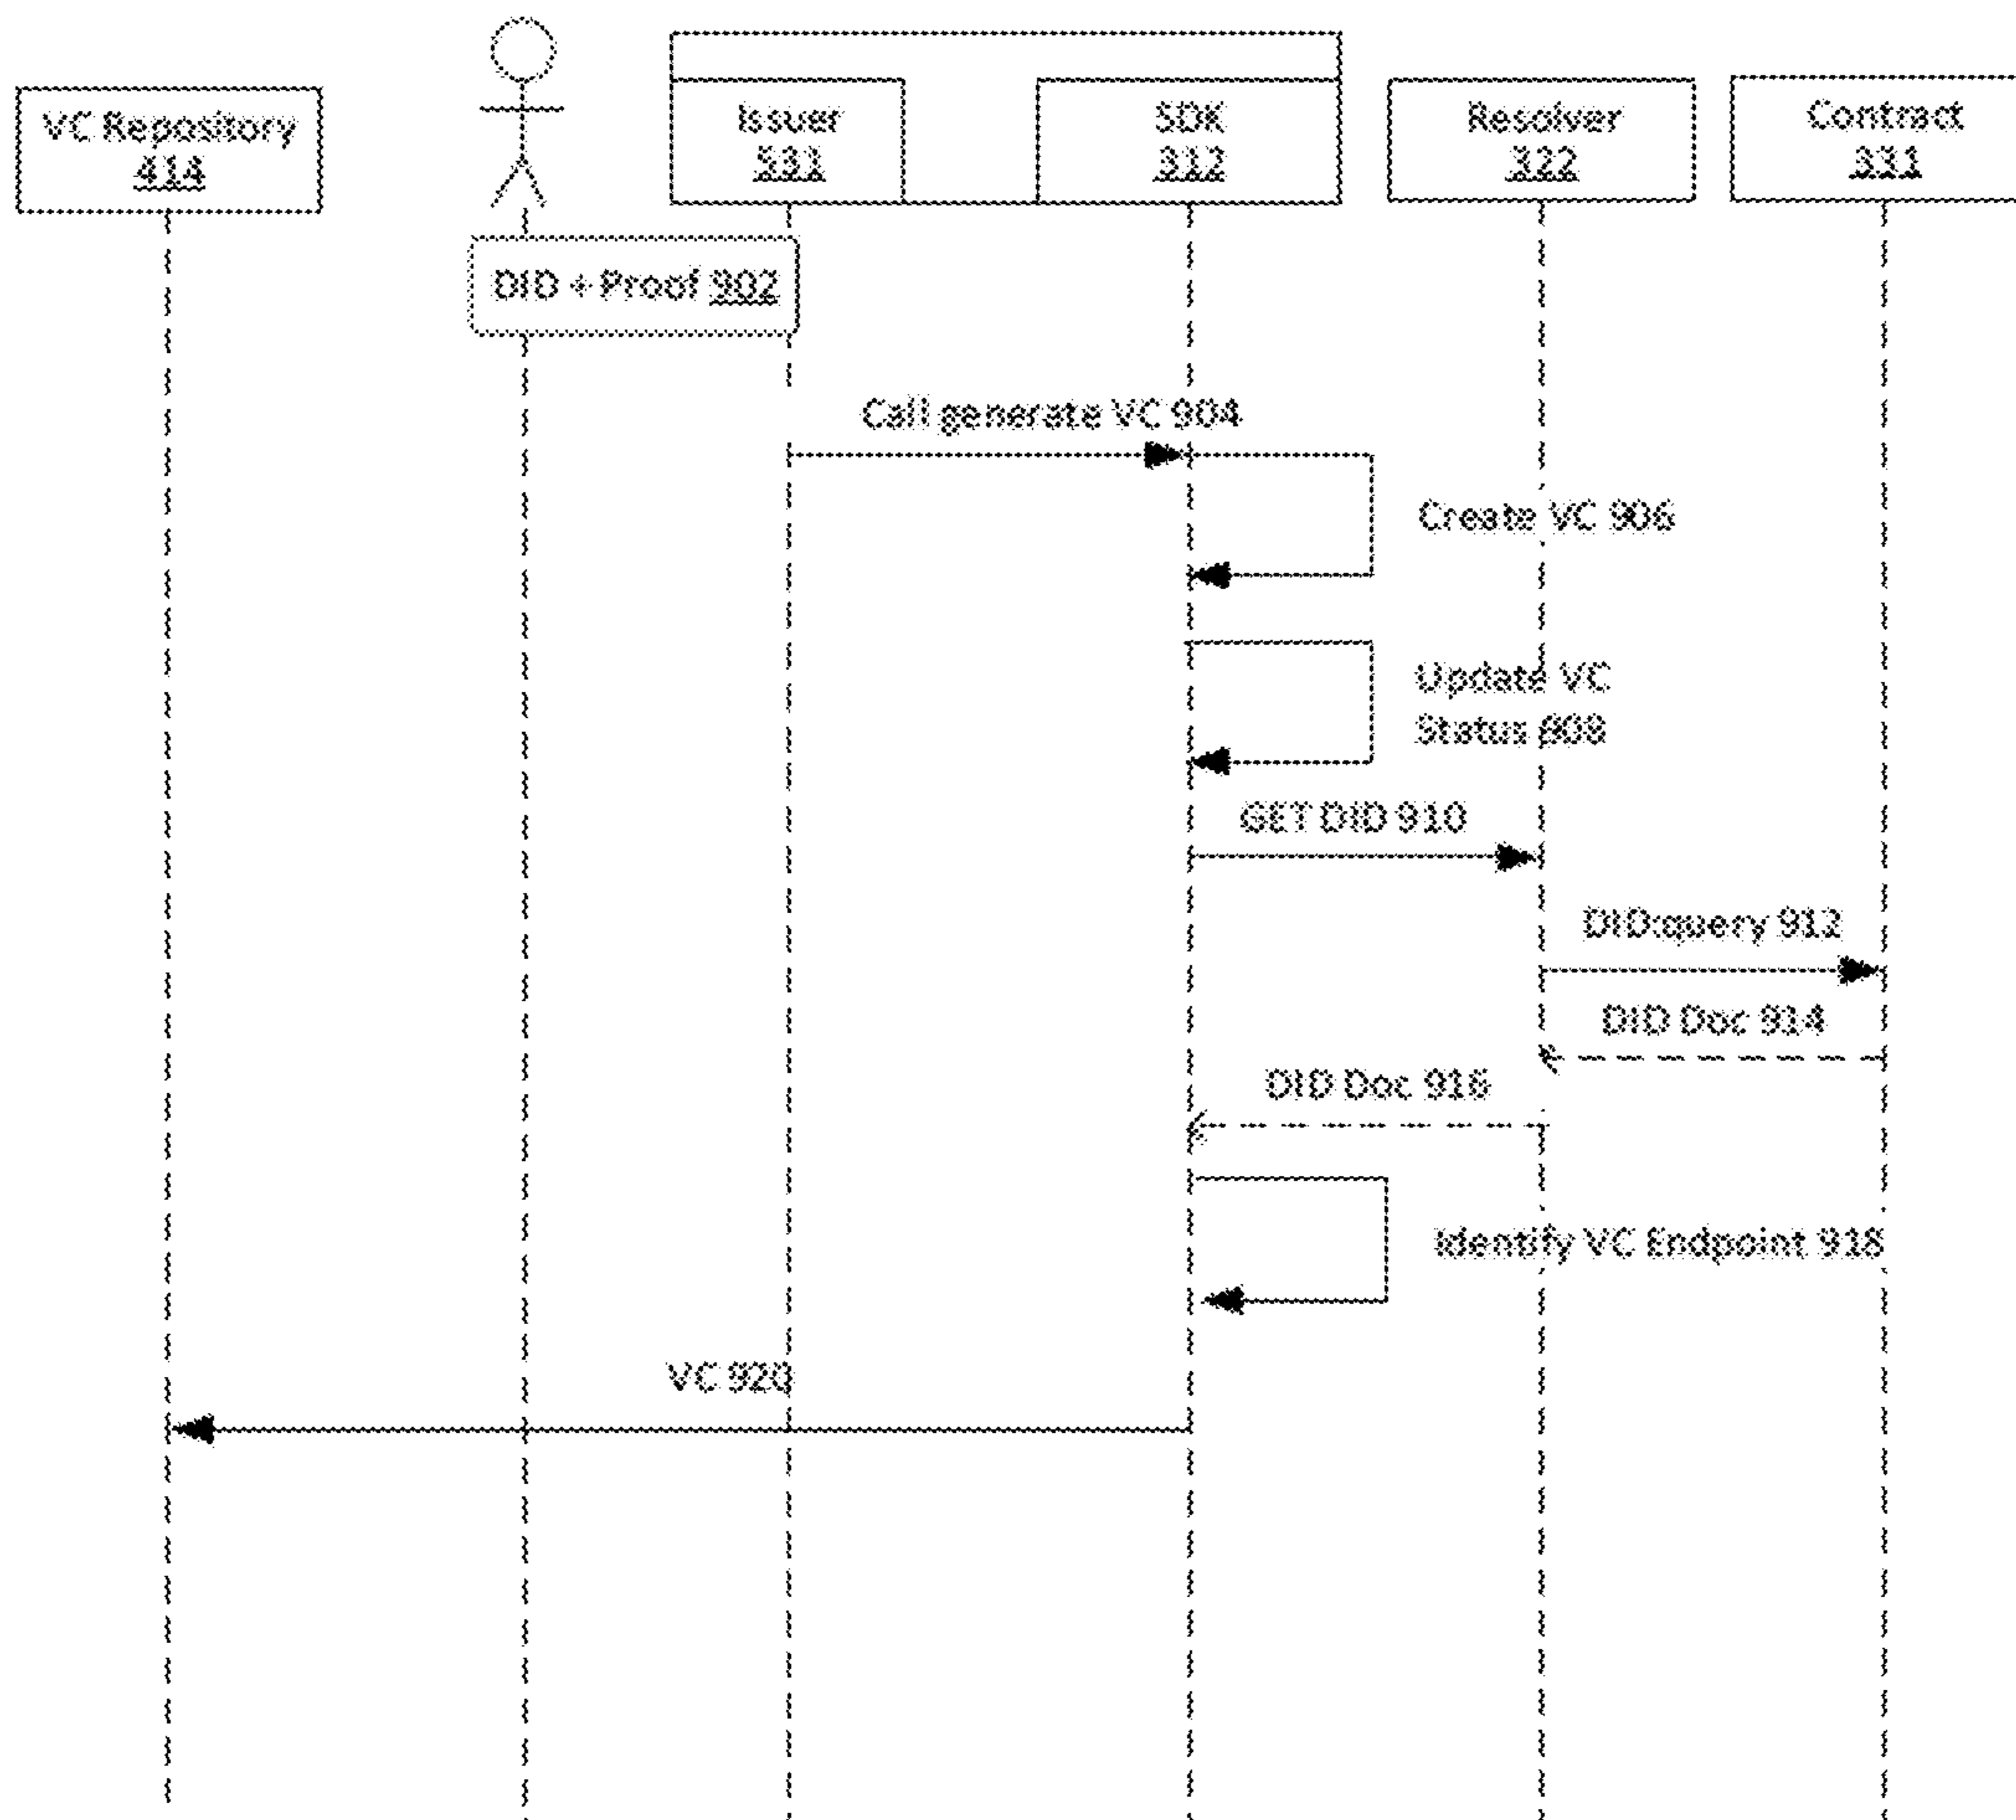 VC Repository
414
Issuer
531
SDK
312
Resolver
322
Contract
331
DID + Proof 902
Call generate VC 904
Create VC 906
Update VC
Status 908
GET DID 910
DID:query 912
DID Doc 914
DID Doc 916
Identify VC Endpoint 918
VC 920